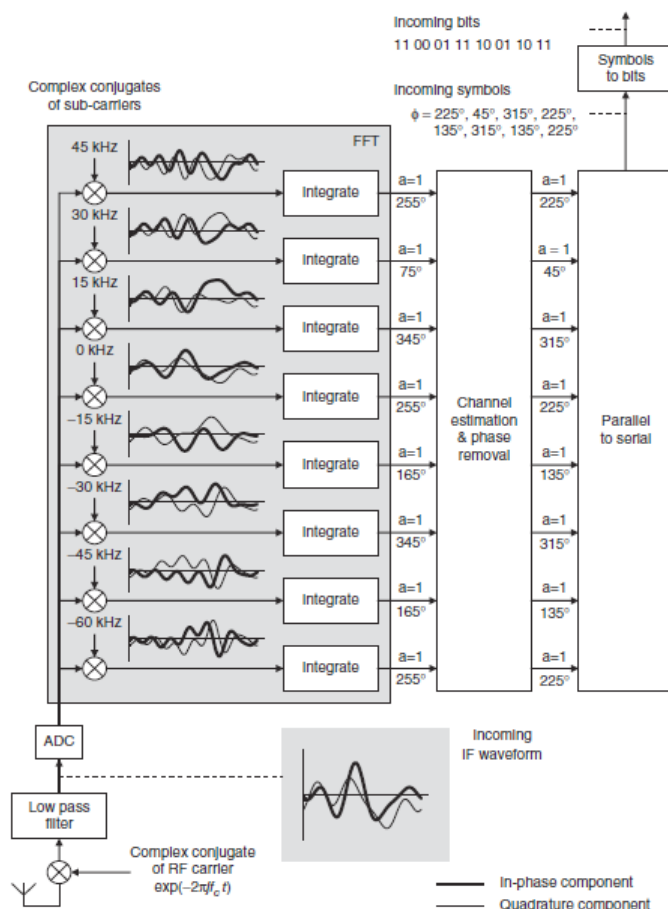 Incoming bits
11 00 01 11 10 01 10 11
Symbols
to bits
Complex conjugates
of sub-carriers
Incoming symbols
ϕ = 225°, 45°, 315°, 225°,
135°, 315°, 135°, 225°
FFT
45 kHz
Integrate
a=1
255°
a=1
225°
30 kHz
Integrate
a=1
75°
a = 1
45°
15 kHz
Integrate
a=1
345°
a=1
315°
0 kHz
Integrate
a=1
255°
a=1
225°
Channel
estimation
& phase
removal
Parallel
to serial
−15 kHz
Integrate
a=1
165°
a=1
135°
−30 kHz
Integrate
a=1
345°
a=1
315°
−45 kHz
Integrate
a=1
165°
a=1
135°
−60 kHz
Integrate
a=1
255°
a=1
225°
ADC
Incoming
IF waveform
Low pass
filter
Complex conjugate
of RF carrier
exp(−2πjf_c t)
In-phase component
Quadrature component